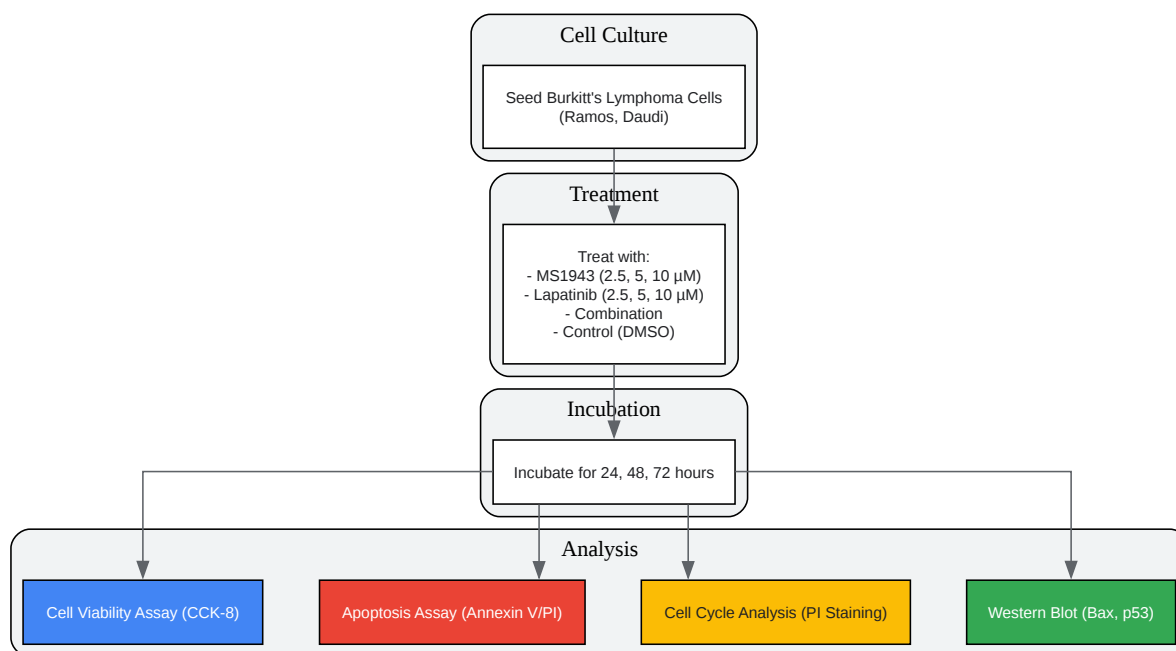 Cell Culture
Seed Burkitt's Lymphoma Cells
(Ramos, Daudi)
Treatment
Treat with:
- MS1943 (2.5, 5, 10 µM)
- Lapatinib (2.5, 5, 10 µM)
- Combination
- Control (DMSO)
Incubation
Incubate for 24, 48, 72 hours
Analysis
Cell Viability Assay (CCK-8)
Apoptosis Assay (Annexin V/PI)
Cell Cycle Analysis (PI Staining)
Western Blot (Bax, p53)